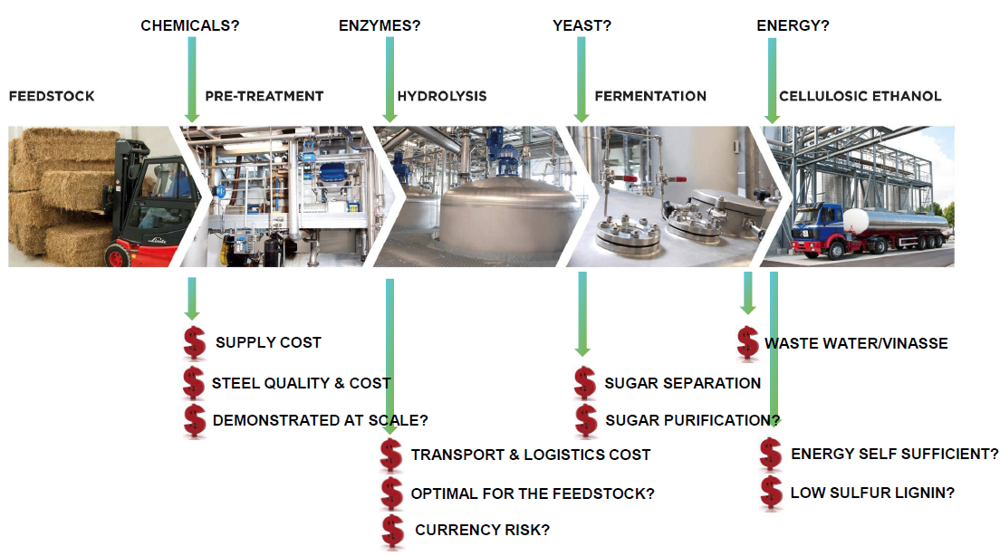 CHEMICALS?
ENZYMES?
YEAST?
ENERGY?
FEEDSTOCK
PRE-TREATMENT
HYDROLYSIS
FERMENTATION
CELLULOSIC ETHANOL
Linde
SUPPLY COST
STEEL QUALITY & COST
DEMONSTRATED AT SCALE?
TRANSPORT & LOGISTICS COST
OPTIMAL FOR THE FEEDSTOCK?
CURRENCY RISK?
SUGAR SEPARATION
SUGAR PURIFICATION?
WASTE WATER/VINASSE
ENERGY SELF SUFFICIENT?
LOW SULFUR LIGNIN?